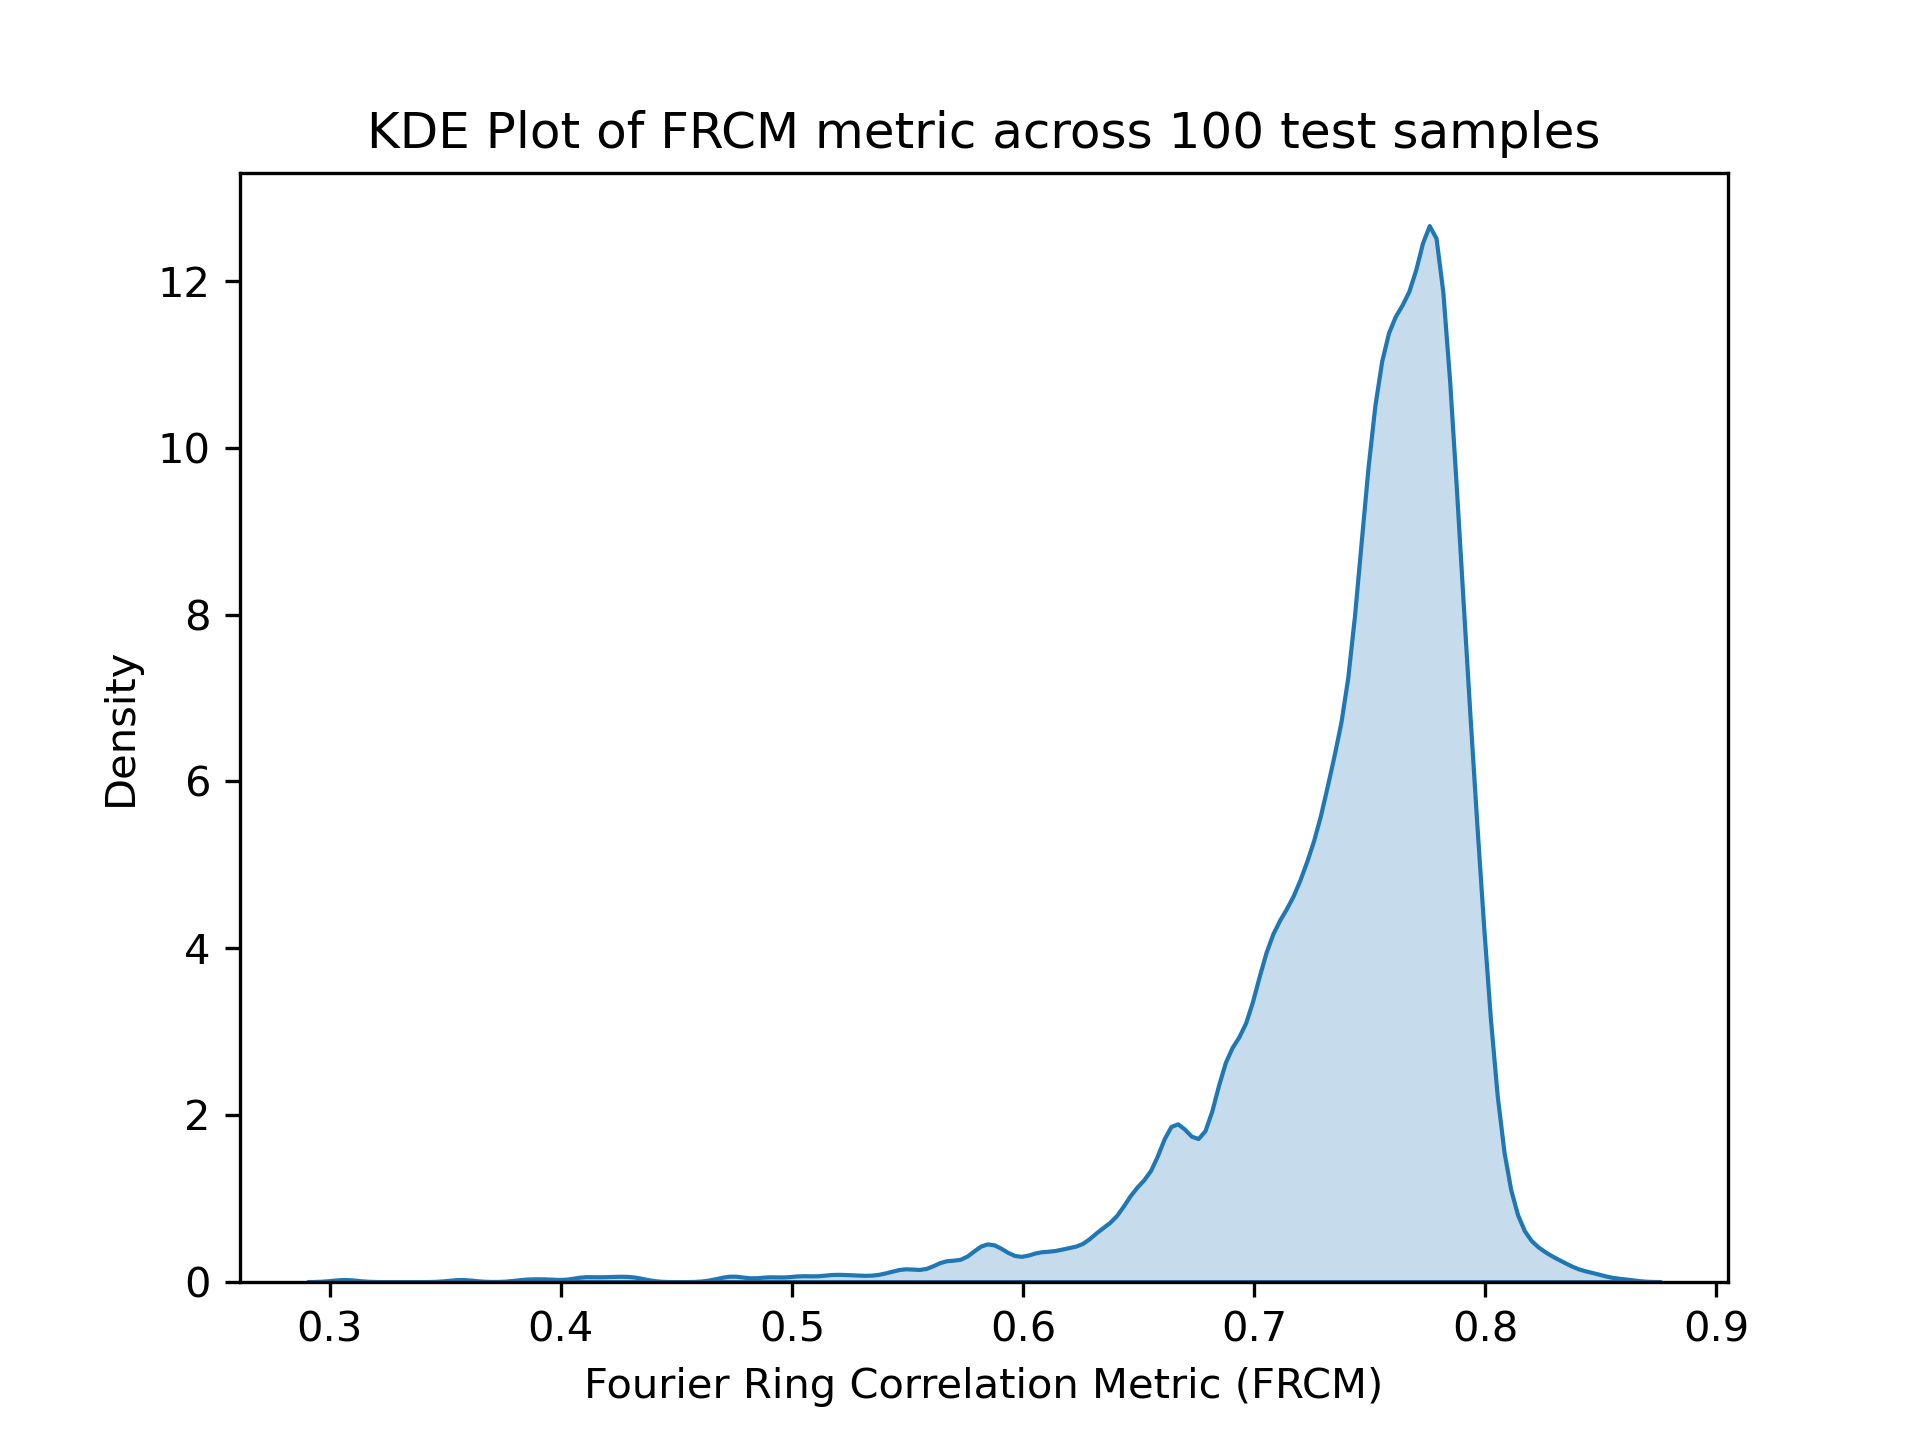 KDE Plot of FRCM metric across 100 test samples
12
10
8
6
4
2
0
Density
0.3 0.4 0.5 0.6 0.7 0.8 0.9
Fourier Ring Correlation Metric (FRCM)